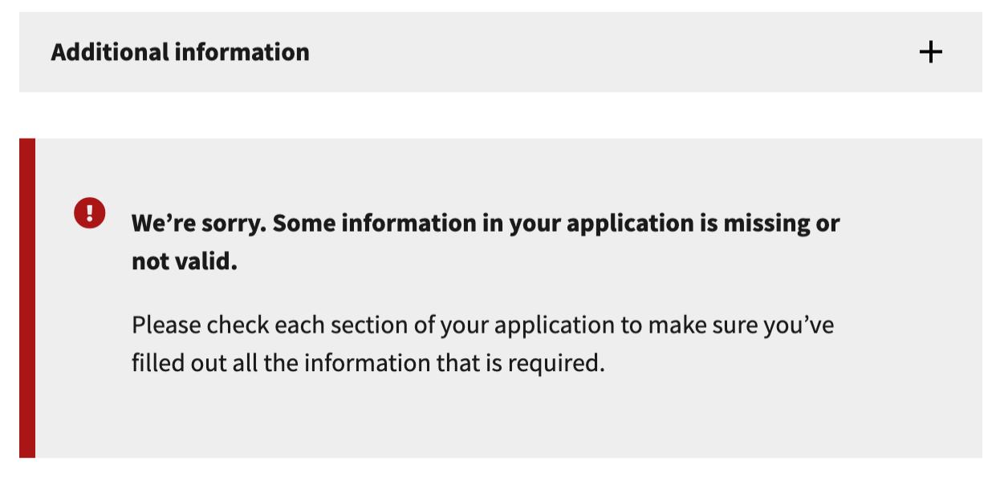 Additional information
We’re sorry. Some information in your application is missing or
not valid.
Please check each section of your application to make sure you’ve
filled out all the information that is required.